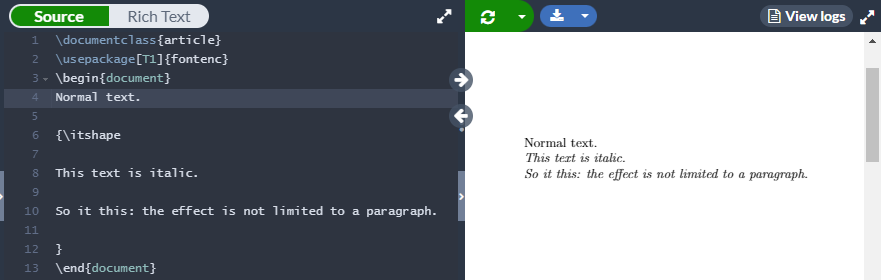 Source
Rich Text
View logs
1 \documentclass{article}
2 \usepackage[T1]{fontenc}
3 \begin{document}
4 Normal text.
5
6 {\itshape
7
8 This text is italic.
9
10 So it this: the effect is not limited to a paragraph.
11
12 }
13 \end{document}
Normal text.
This text is italic.
So it this: the effect is not limited to a paragraph.